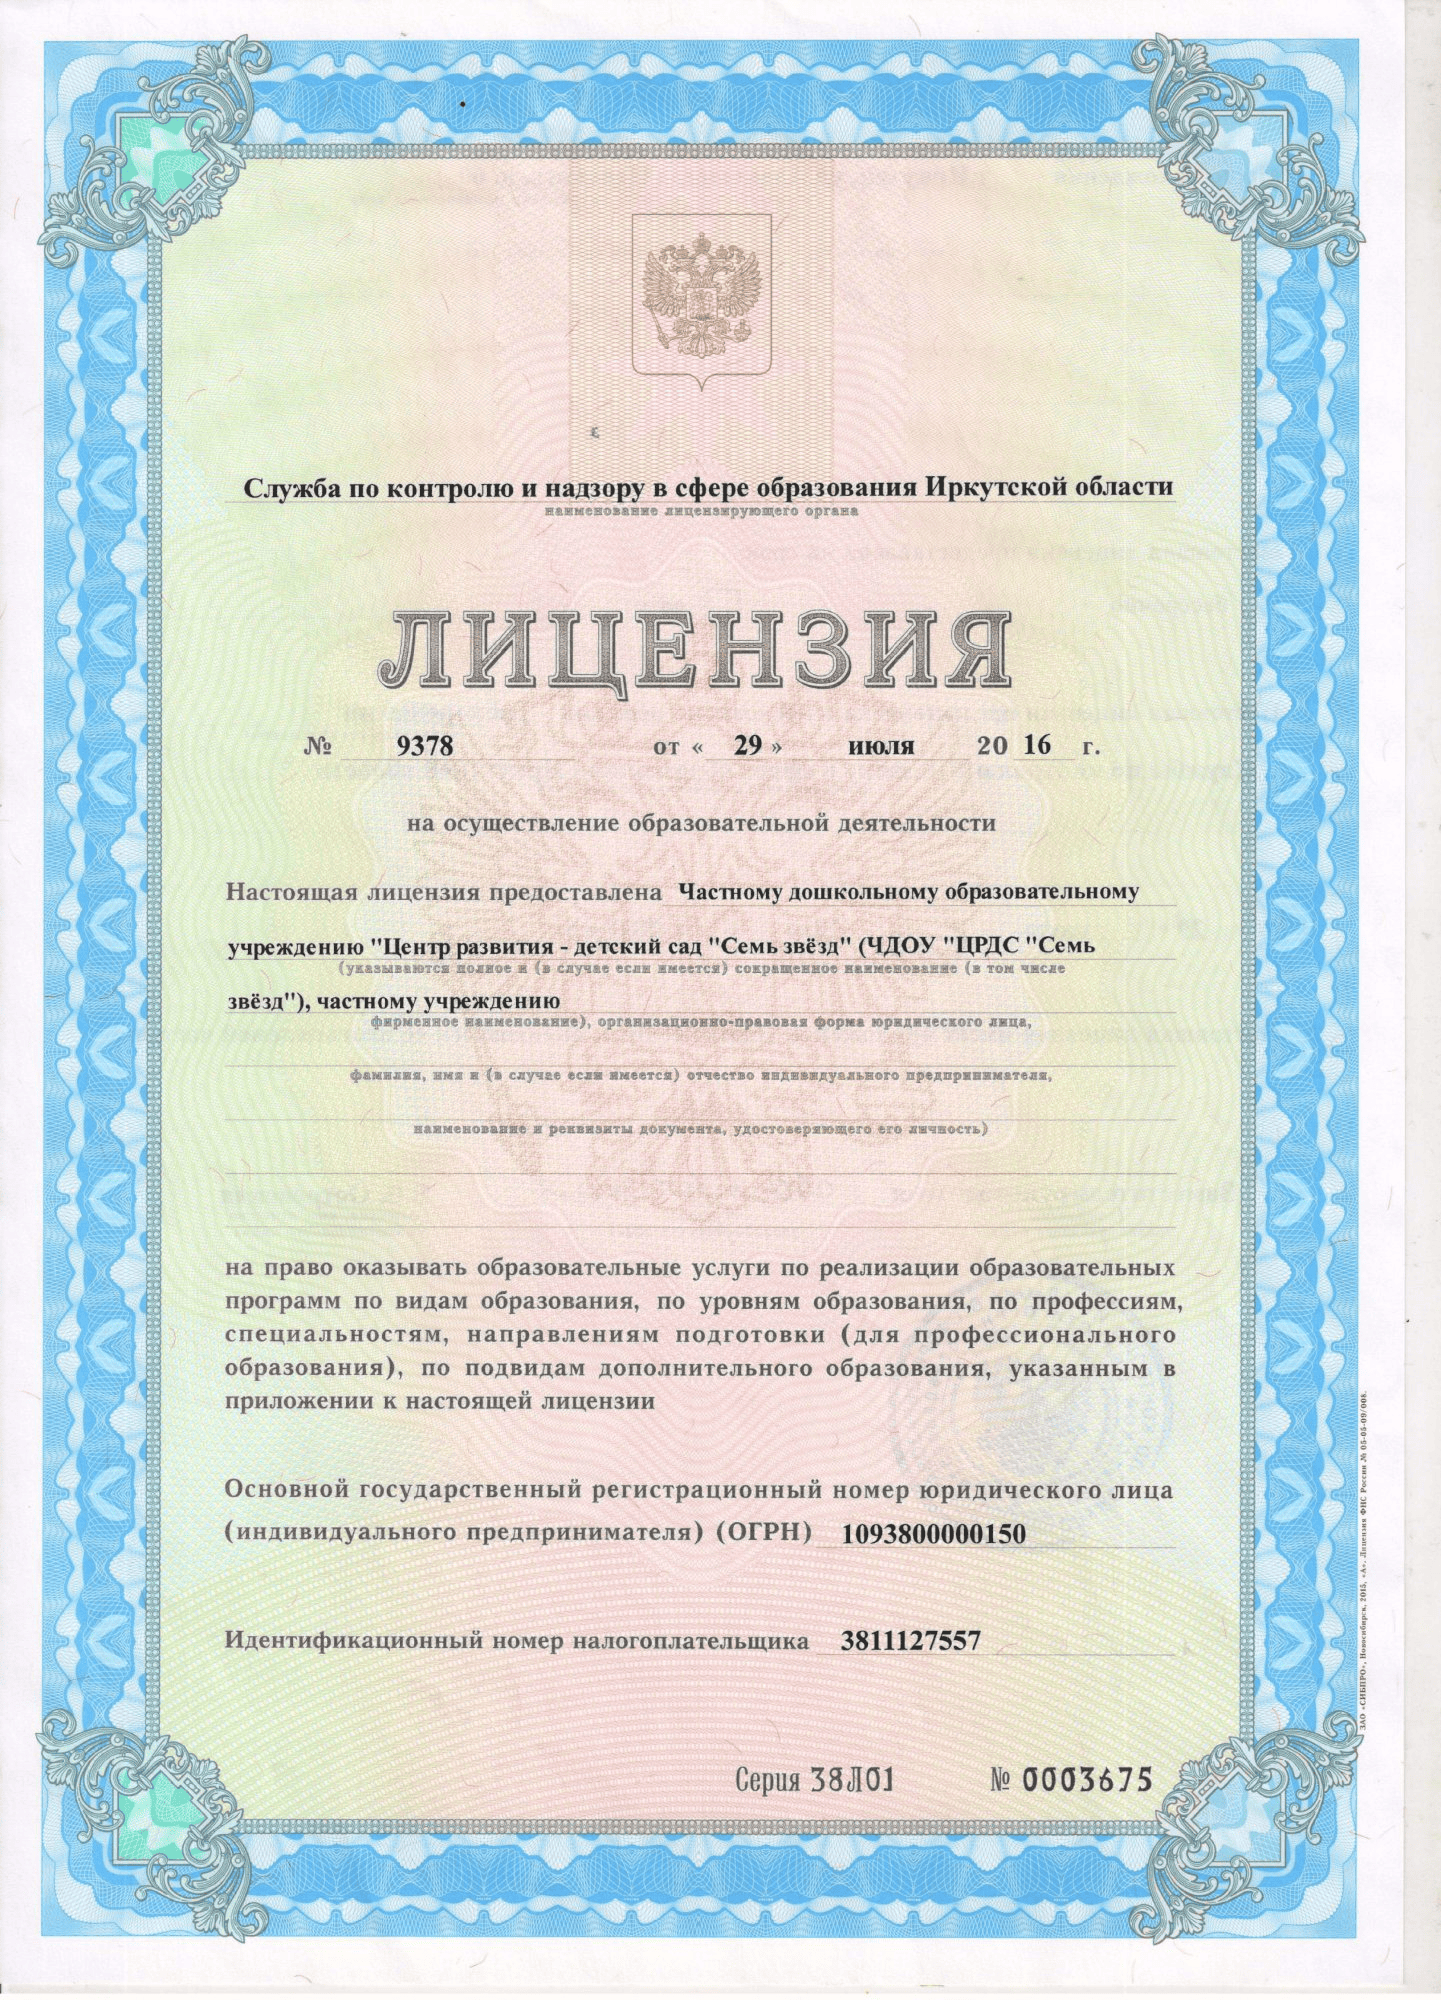 Служба по контролю и надзору в сфере образования Иркутской области
наименование лицензирующего органа
ЛИЦЕНЗИЯ
№ 9378 от « 29 » июля 20 16 г.
на осуществление образовательной деятельности
Настоящая лицензия предоставлена Частному дошкольному образовательному
учреждению "Центр развития - детский сад "Семь звёзд" (ЧДОУ "ЦРДС "Семь
(указываются полное и (в случае если имеется) сокращенное наименование (в том числе
звёзд"), частному учреждению
фирменное наименование), организационно-правовая форма юридического лица,
фамилия, имя и (в случае если имеется) отчество индивидуального предпринимателя,
наименование и реквизиты документа, удостоверяющего его личность)
на право оказывать образовательные услуги по реализации образовательных
программ по видам образования, по уровням образования, по профессиям,
специальностям, направлениям подготовки (для профессионального
образования), по подвидам дополнительного образования, указанным в
приложении к настоящей лицензии
Основной государственный регистрационный номер юридического лица
(индивидуального предпринимателя) (ОГРН) 1093800000150
Идентификационный номер налогоплательщика 3811127557
Серия 38Л01 № 0003675
ЗАО «СИБПРО», Новосибирск, 2015, «А». Лицензия ФНС России № 05-05-09/008.